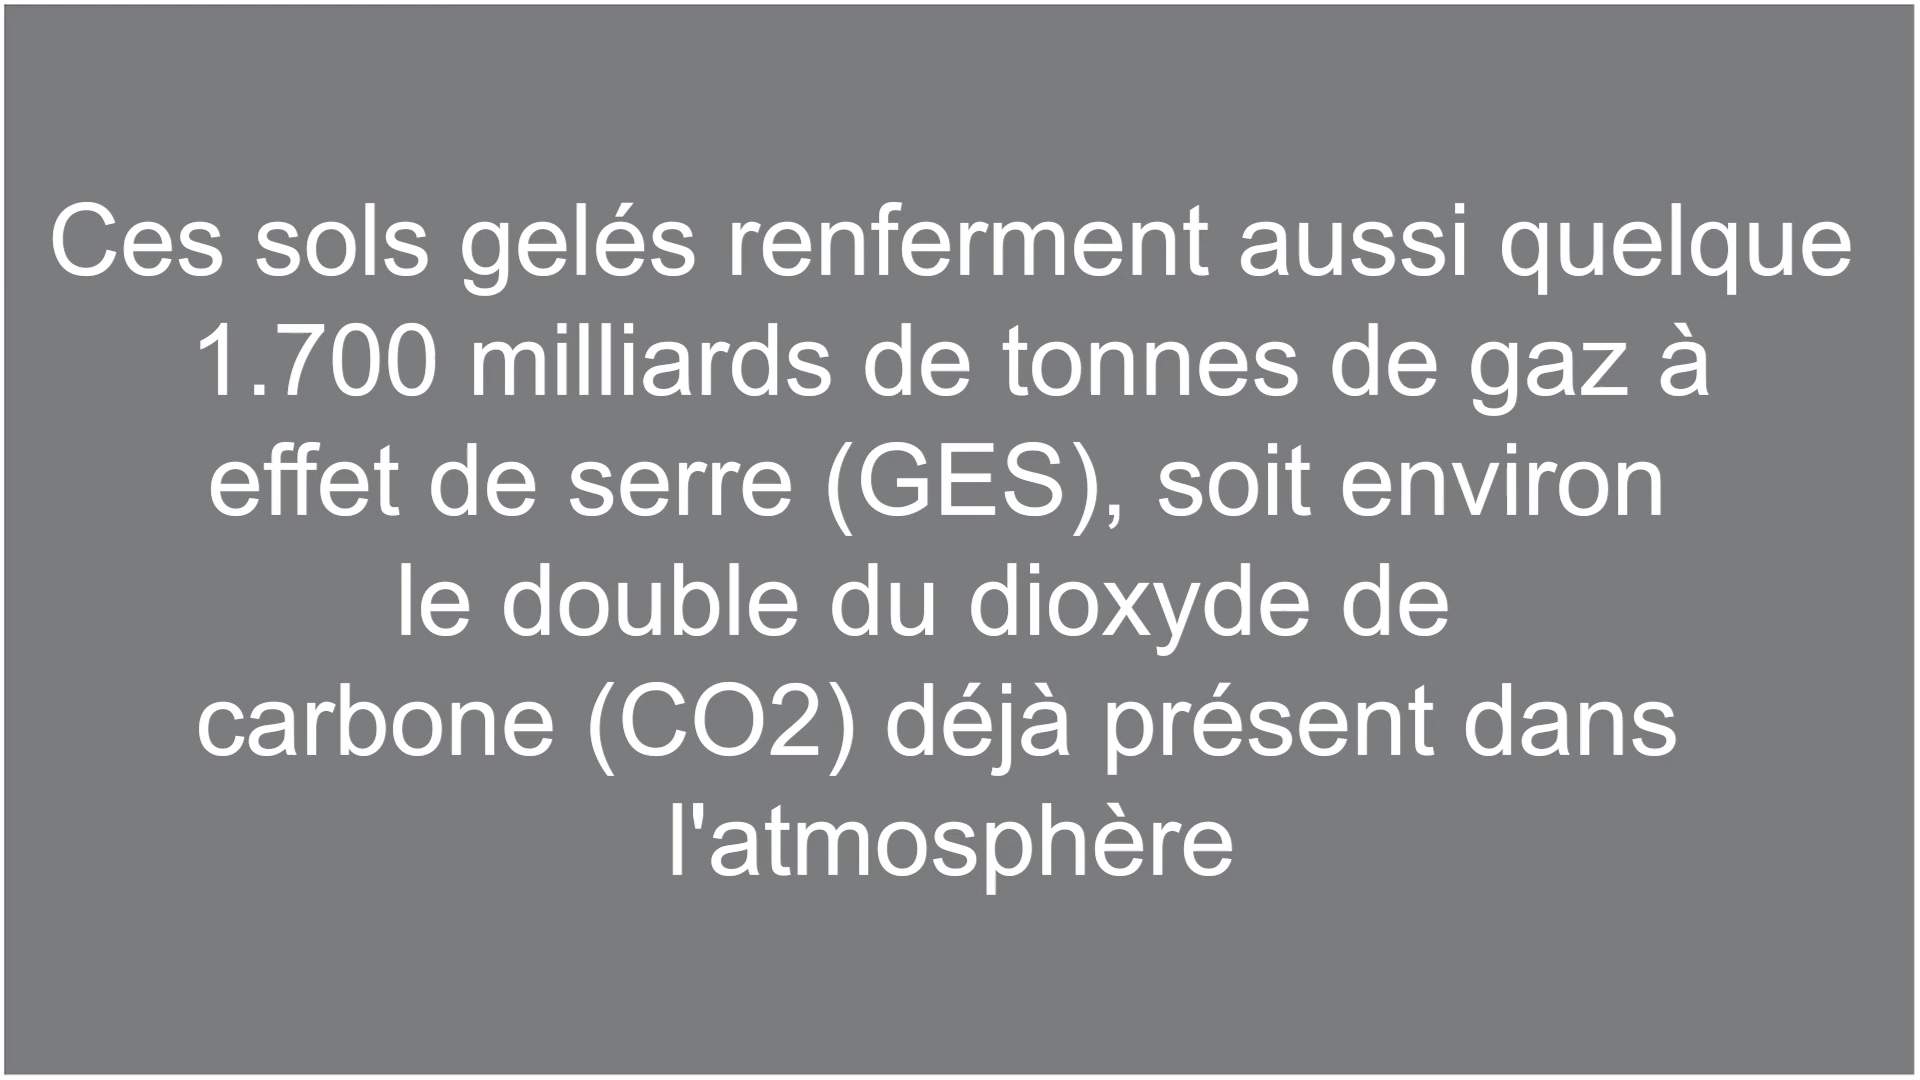 Ces sols gelés renferment aussi quelque
1.700 milliards de tonnes de gaz à
effet de serre (GES), soit environ
le double du dioxyde de
carbone (CO2) déjà présent dans
l'atmosphère